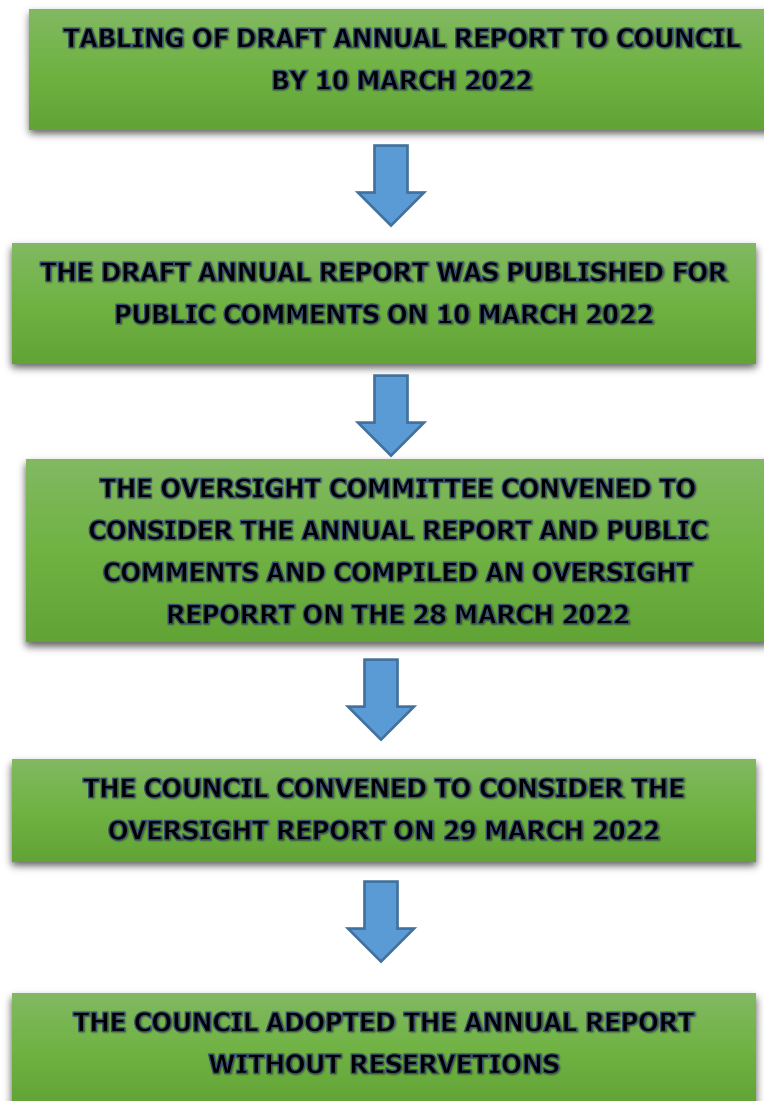 TABLING OF DRAFT ANNUAL REPORT TO COUNCIL
BY 10 MARCH 2022
THE DRAFT ANNUAL REPORT WAS PUBLISHED FOR
PUBLIC COMMENTS ON 10 MARCH 2022
THE OVERSIGHT COMMITTEE CONVENED TO
CONSIDER THE ANNUAL REPORT AND PUBLIC
COMMENTS AND COMPILED AN OVERSIGHT
REPORRT ON THE 28 MARCH 2022
THE COUNCIL CONVENED TO CONSIDER THE
OVERSIGHT REPORT ON 29 MARCH 2022
THE COUNCIL ADOPTED THE ANNUAL REPORT
WITHOUT RESERVETIONS